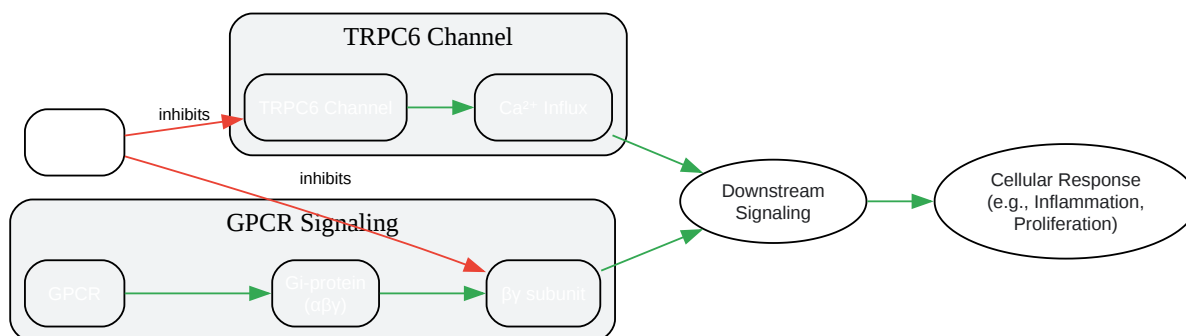 TRPC6 Channel
TRPC6 Channel
Ca²⁺ Influx
inhibits
inhibits
Downstream
Signaling
Cellular Response
(e.g., Inflammation,
Proliferation)
GPCR Signaling
GPCR
Gi-protein
(αβγ)
βγ subunit